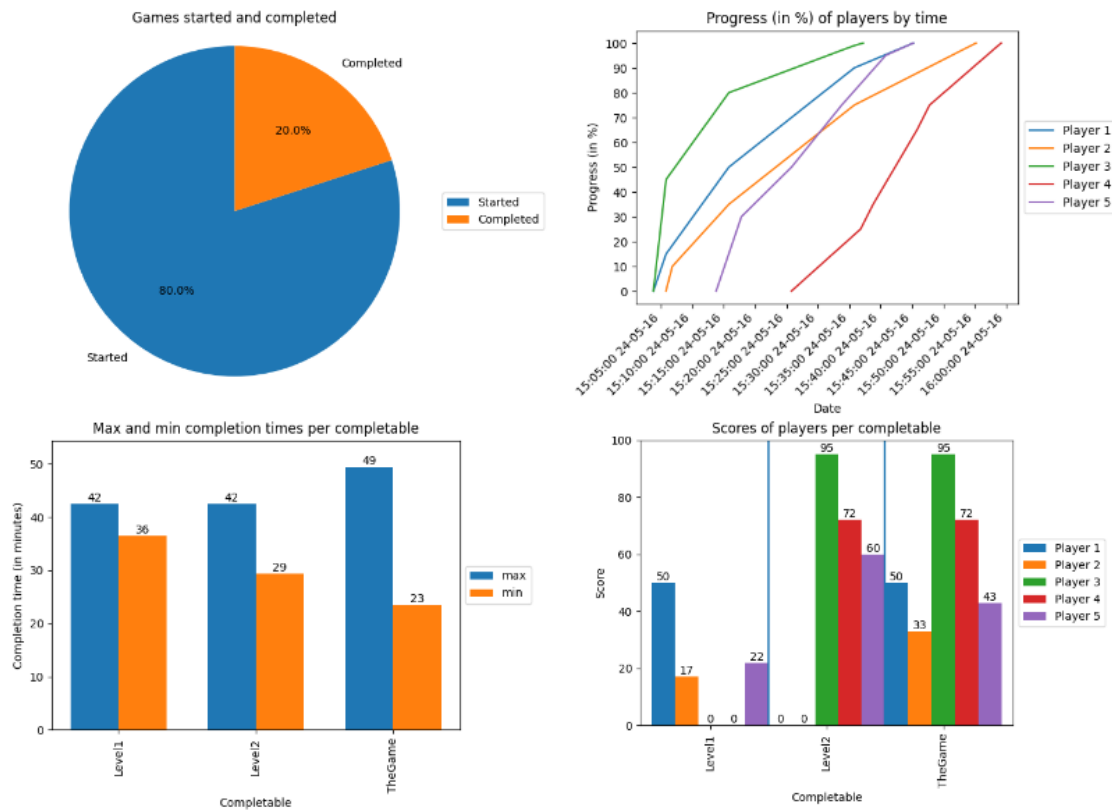 Games started and completed
Completed
20.0%
80.0%
Started
Started
Completed
Progress (in %) of players by time
Progress (in %)
100
90
80
70
60
50
40
30
20
10
0
15:05:00 24-05-16
15:10:00 24-05-16
15:15:00 24-05-16
15:20:00 24-05-16
15:25:00 24-05-16
15:30:00 24-05-16
15:35:00 24-05-16
15:40:00 24-05-16
15:45:00 24-05-16
15:50:00 24-05-16
15:55:00 24-05-16
16:00:00 24-05-16
Date
Player 1
Player 2
Player 3
Player 4
Player 5
Max and min completion times per completable
Completion time (in minutes)
50
40
30
20
10
0
42
36
42
29
49
23
Level1
Level2
TheGame
Completable
max
min
Scores of players per completable
Score
100
80
60
40
20
0
50
17
0
0
22
0
0
95
72
60
50
33
95
72
43
Level1
Level2
TheGame
Completable
Player 1
Player 2
Player 3
Player 4
Player 5